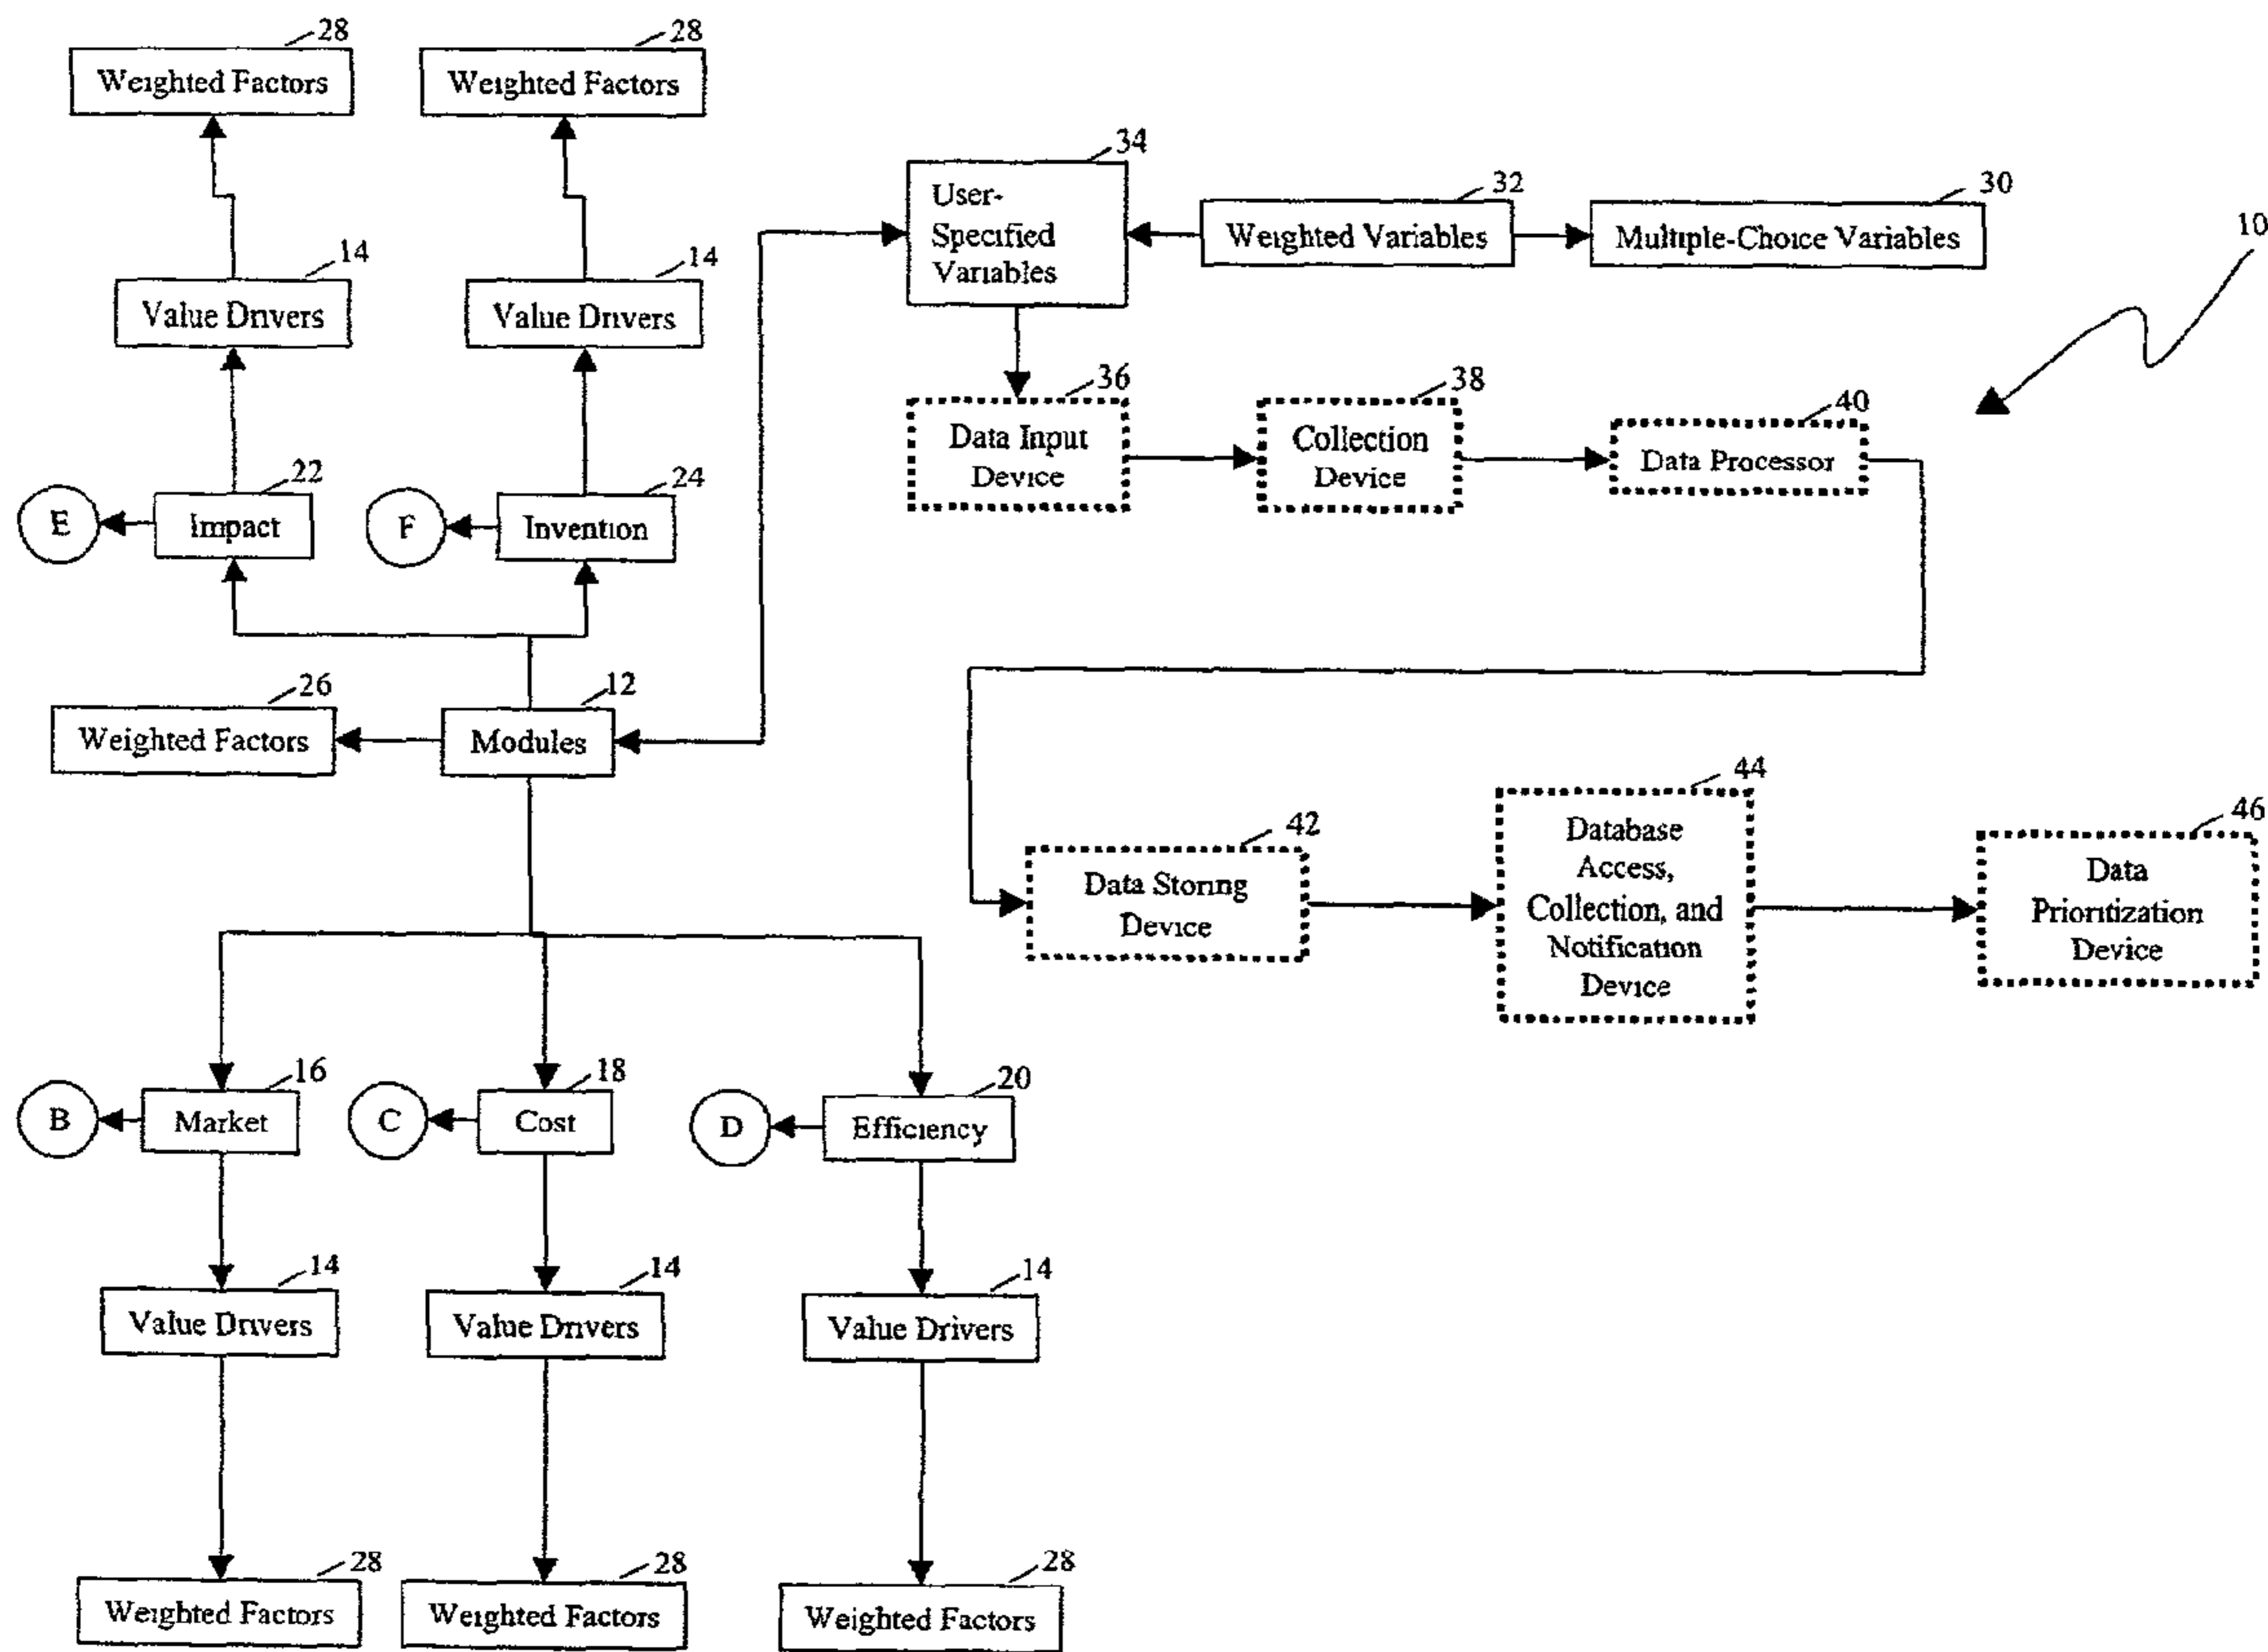 28
Weighted Factors
28
Weighted Factors
14
Value Drivers
14
Value Drivers
22
Impact
E
24
Invention
F
26
Weighted Factors
12
Modules
34
User-
Specified
Variables
32
Weighted Variables
30
Multiple-Choice Variables
10
36
Data Input
Device
38
Collection
Device
40
Data Processor
42
Data Storing
Device
44
Database
Access,
Collection, and
Notification
Device
46
Data
Prioritization
Device
16
Market
B
18
Cost
C
20
Efficiency
D
14
Value Drivers
14
Value Drivers
14
Value Drivers
28
Weighted Factors
28
Weighted Factors
28
Weighted Factors